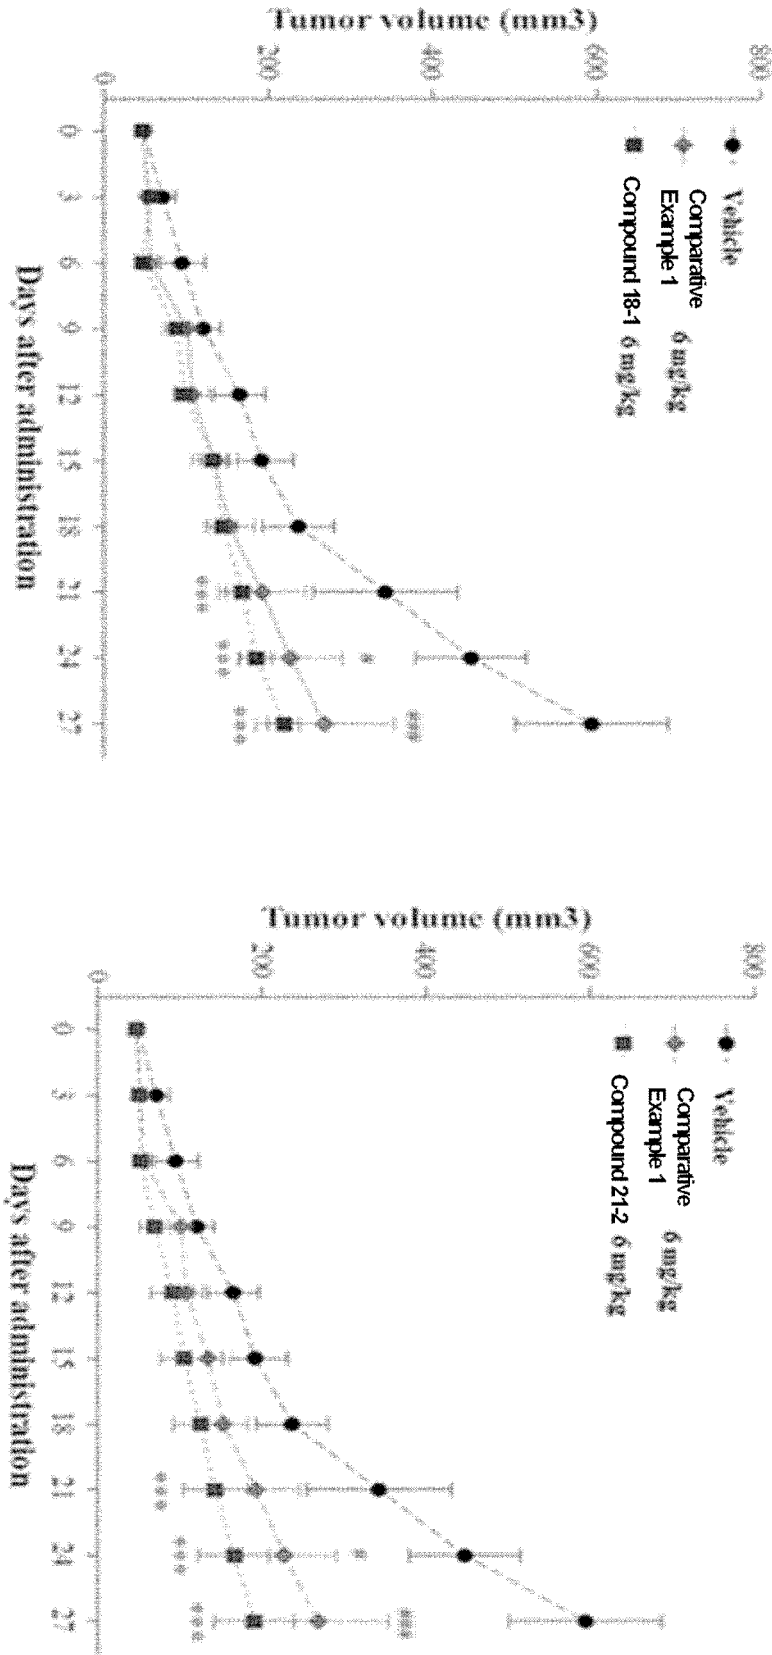 Tumor volume (mm3)
800
600
400
200
0
Vehicle
Comparative
Example 1 6 mg/kg
Compound 18-1 6 mg/kg
0 3 6 9 12 15 18 21 24 27
Days after administration
***
***
***
Tumor volume (mm3)
800
600
400
200
0
Vehicle
Comparative
Example 1 6 mg/kg
Compound 21-2 6 mg/kg
0 3 6 9 12 15 18 21 24 27
Days after administration
***
***
***